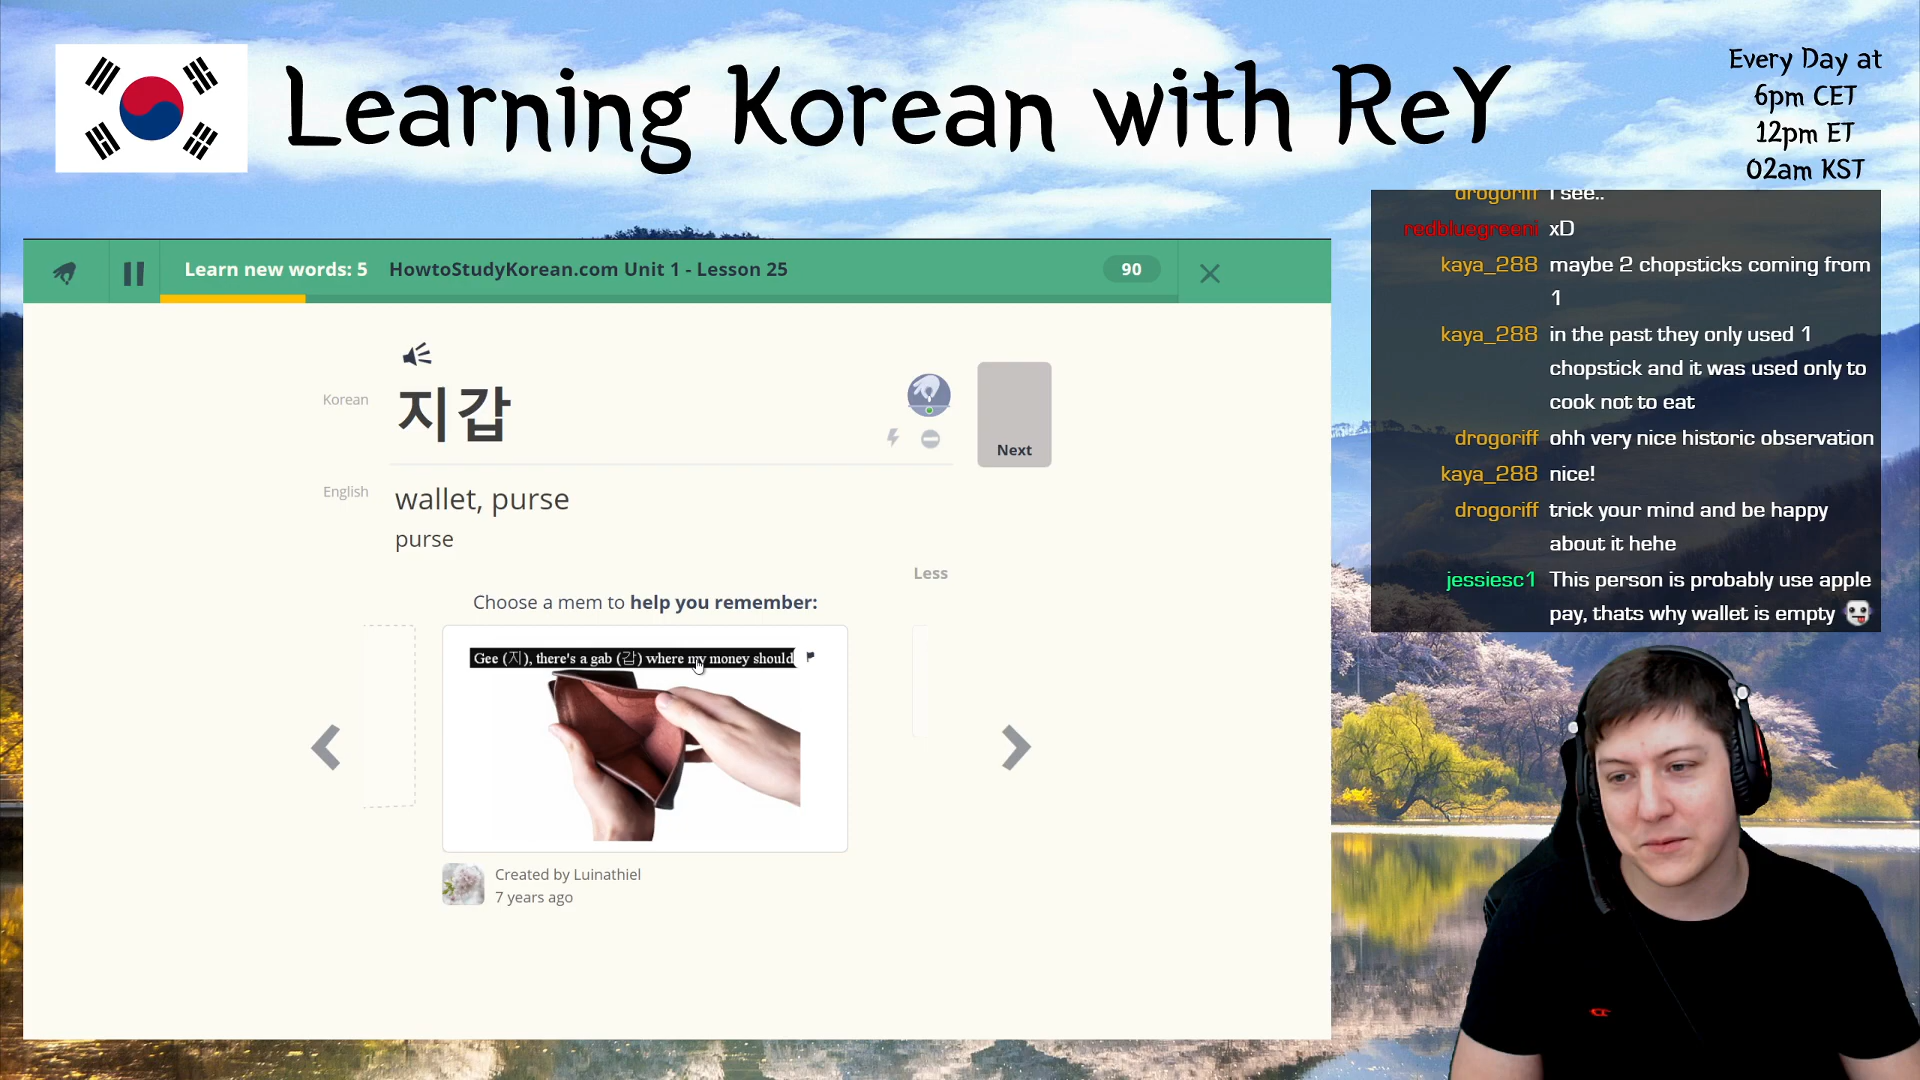 Learning Korean with ReY
Every Day at
6pm CET
12pm ET
02am KST
drogoriff I see..
redbluegreeni xD
kaya_288 maybe 2 chopsticks coming from
1
kaya_288 in the past they only used 1
chopstick and it was used only to
cook not to eat
drogoriff ohh very nice historic observation
kaya_288 nice!
drogoriff trick your mind and be happy
about it hehe
jessiesc1 This person is probably use apple
pay, thats why wallet is empty
Learn new words: 5 HowtoStudyKorean.com Unit 1 - Lesson 25 90
Korean 지갑
Next
English wallet, purse
purse
Less
Choose a mem to help you remember:
Gee (지), there's a gab (갑) where my money should
Created by Luinathiel
7 years ago